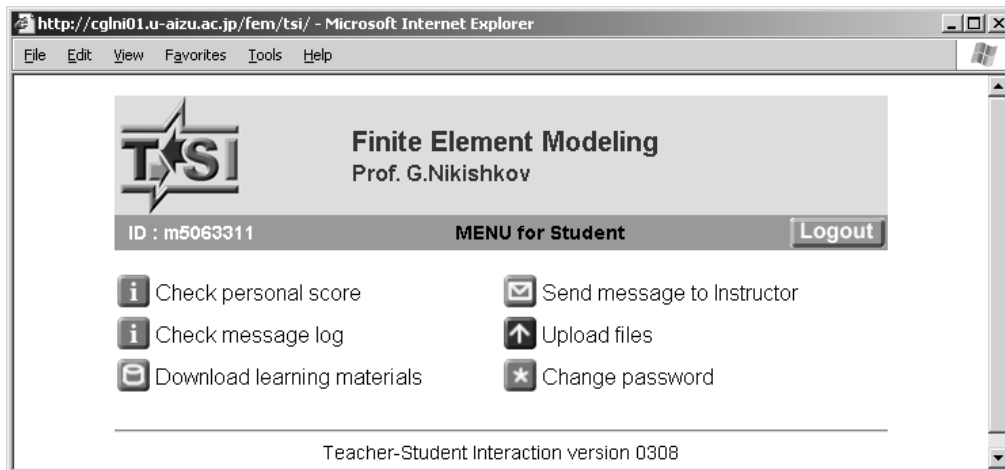 http://cglni01.u-aizu.ac.jp/fem/tsi/ - Microsoft Internet Explorer
File Edit View Favorites Tools Help
TSI
Finite Element Modeling
Prof. G.Nikishkov
ID : m5063311 MENU for Student Logout
i Check personal score Send message to Instructor
i Check message log Upload files
Download learning materials * Change password
Teacher-Student Interaction version 0308